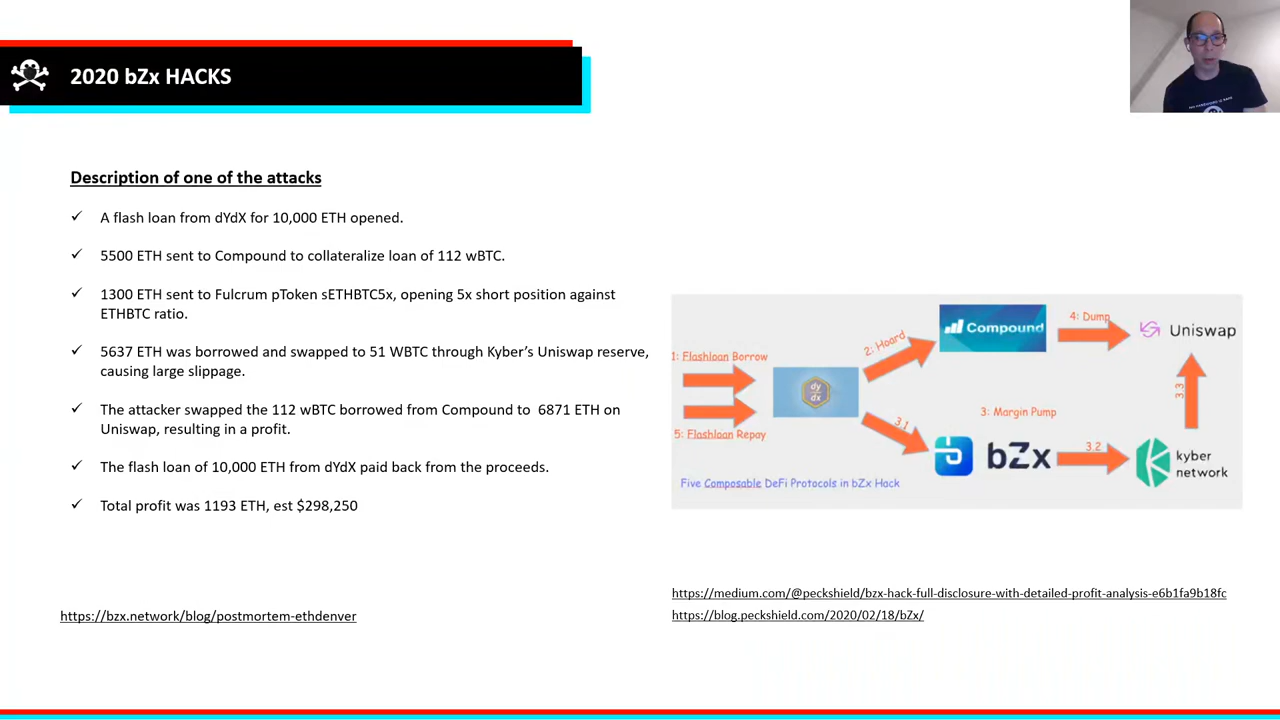 2020 bZx HACKS
Description of one of the attacks
✓ A flash loan from dYdX for 10,000 ETH opened.
✓ 5500 ETH sent to Compound to collateralize loan of 112 wBTC.
✓ 1300 ETH sent to Fulcrum pToken sETHBTC5x, opening 5x short position against
ETHBTC ratio.
✓ 5637 ETH was borrowed and swapped to 51 WBTC through Kyber's Uniswap reserve,
causing large slippage.
✓ The attacker swapped the 112 wBTC borrowed from Compound to 6871 ETH on
Uniswap, resulting in a profit.
✓ The flash loan of 10,000 ETH from dYdX paid back from the proceeds.
✓ Total profit was 1193 ETH, est $298,250
https://bzx.network/blog/postmortem-ethdenver
1: Flashloan Borrow
5: Flashloan Repay
dy
dx
2: Hoard
Compound
4: Dump
Uniswap
3.1
3: Margin Pump
bZx
3.2
kyber
network
3.3
Five Composable DeFi Protocols in bZx Hack
https://medium.com/@peckshield/bzx-hack-full-disclosure-with-detailed-profit-analysis-e6b1fa9b18fc
https://blog.peckshield.com/2020/02/18/bZx/